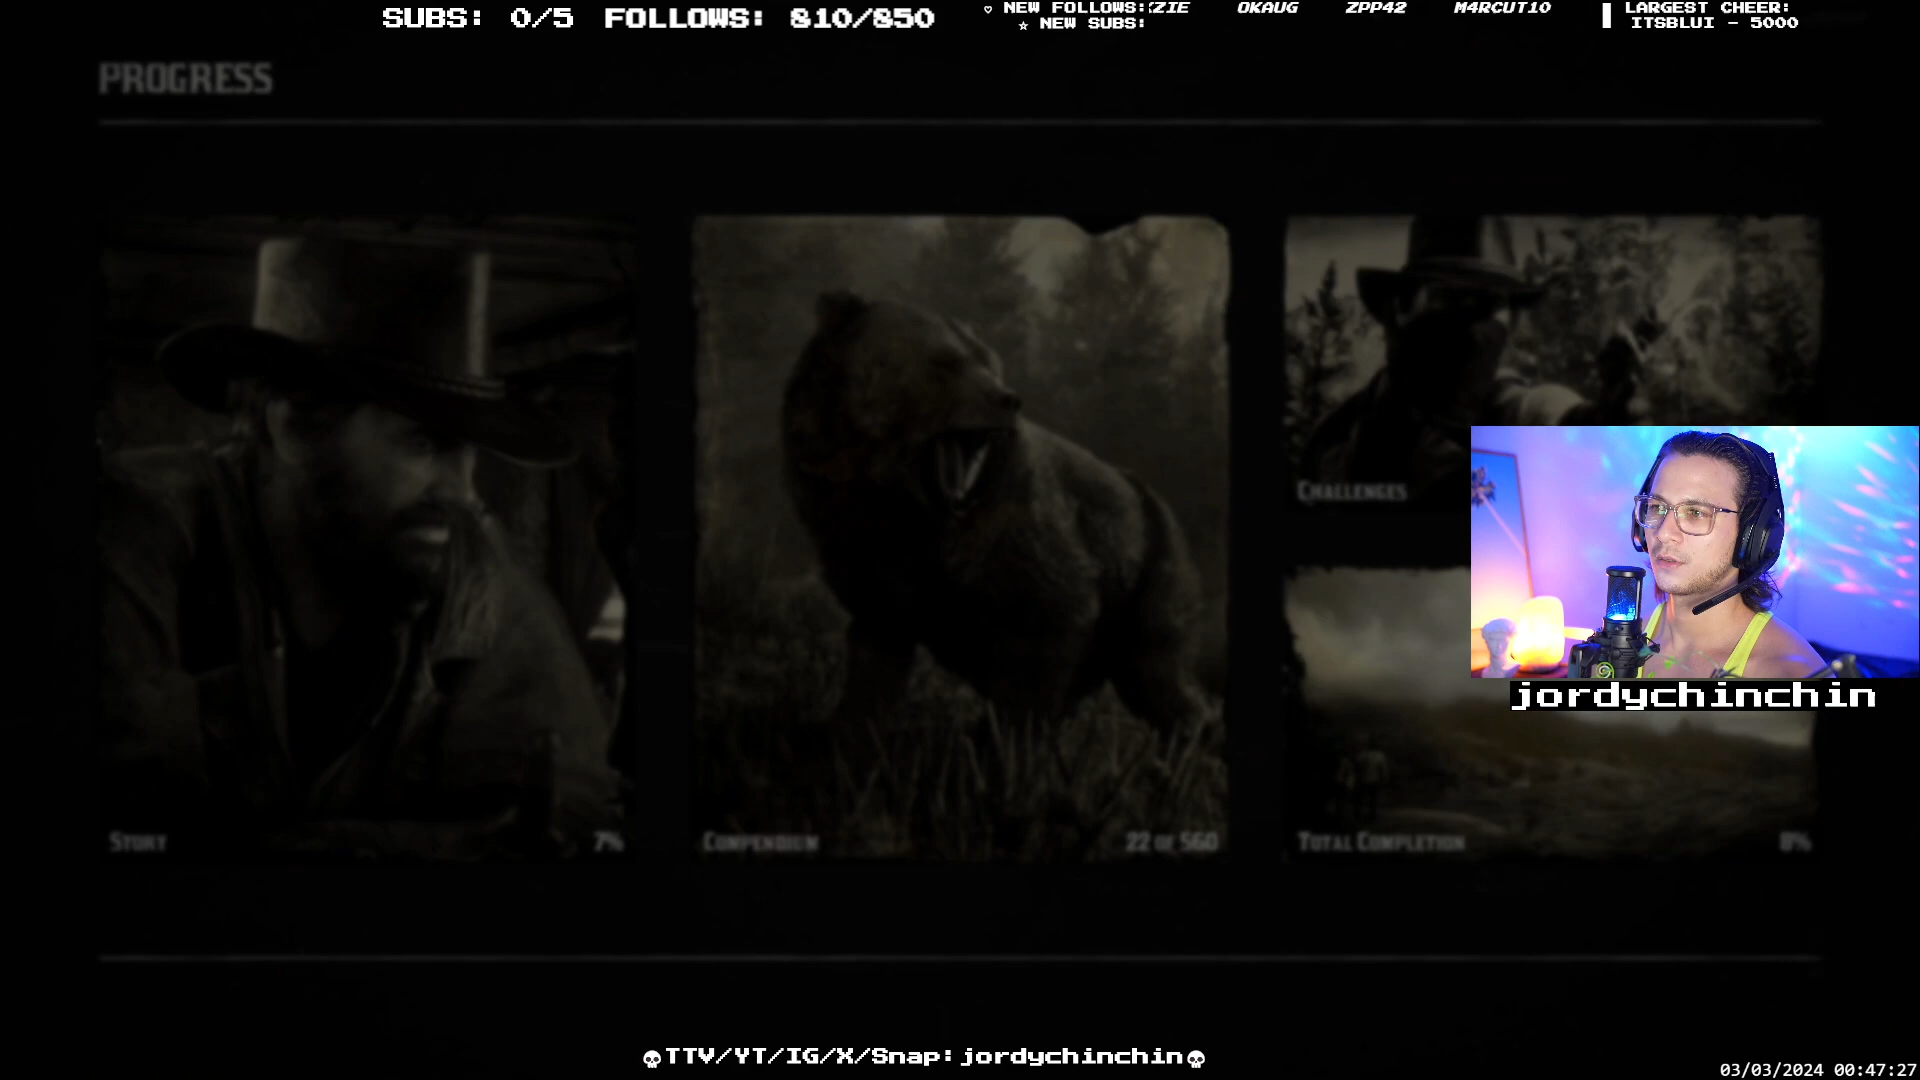 SUBS: 0/5 FOLLOWS: 810/850
♡ NEW FOLLOWS: ZIE OKAUG ZPP42 M4RCUT10
☆ NEW SUBS:
LARGEST CHEER:
ITSBLUI - 5000
PROGRESS
CHALLENGES
jordychinchin
STORY 7%
COMPENDIUM 22 OF 560
TOTAL COMPLETION 8%
💀TTV/YT/IG/X/Snap:jordychinchin💀
03/03/2024 00:47:27